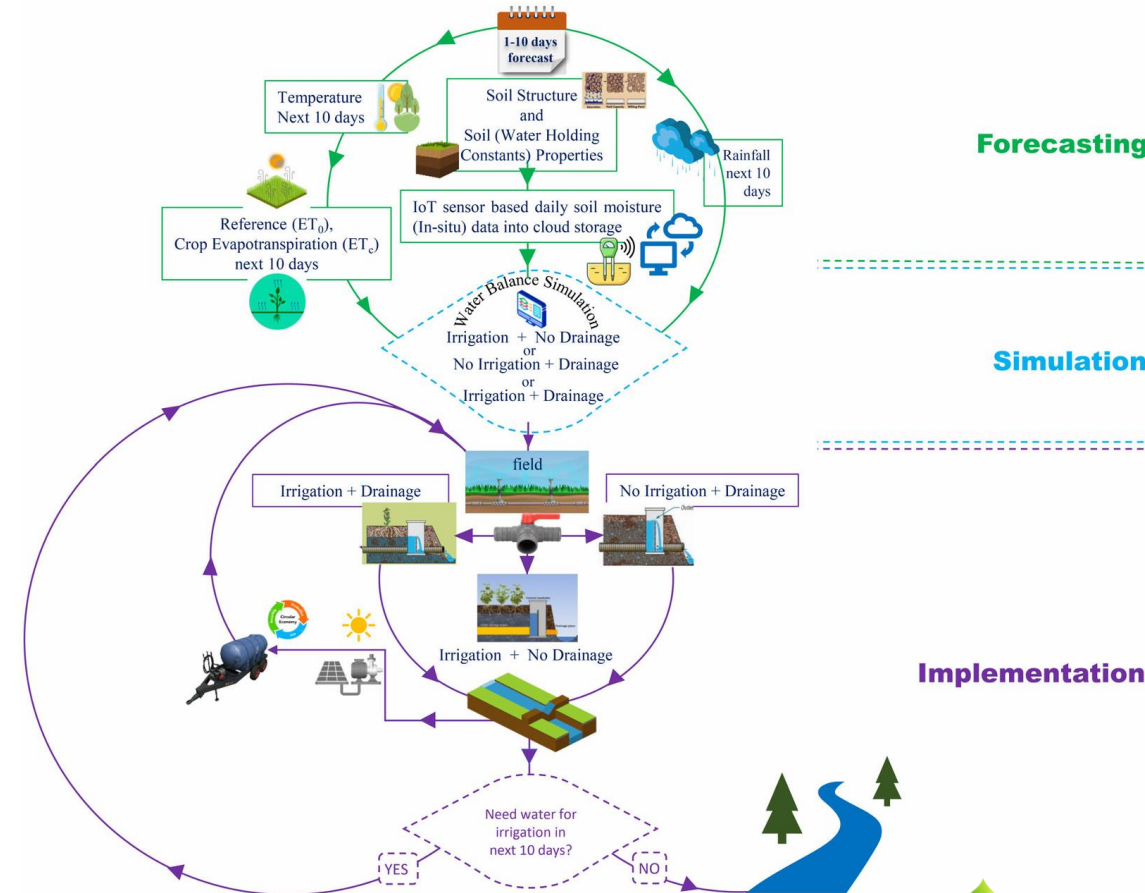 1-10 days
forecast
Temperature
Next 10 days
Soil Structure
and
Soil (Water Holding
Constants) Properties
Rainfall
next 10
days
Forecasting
IoT sensor based daily soil moisture
(In-situ) data into cloud storage
Reference (ET₀),
Crop Evapotranspiration (ETc)
next 10 days
Water Balance Simulation
Irrigation + No Drainage
or
No Irrigation + Drainage
or
Irrigation + Drainage
Simulation
field
Irrigation + Drainage
No Irrigation + Drainage
Irrigation + No Drainage
Circular
Economy
Implementation
Need water for
irrigation in
next 10 days?
YES
NO